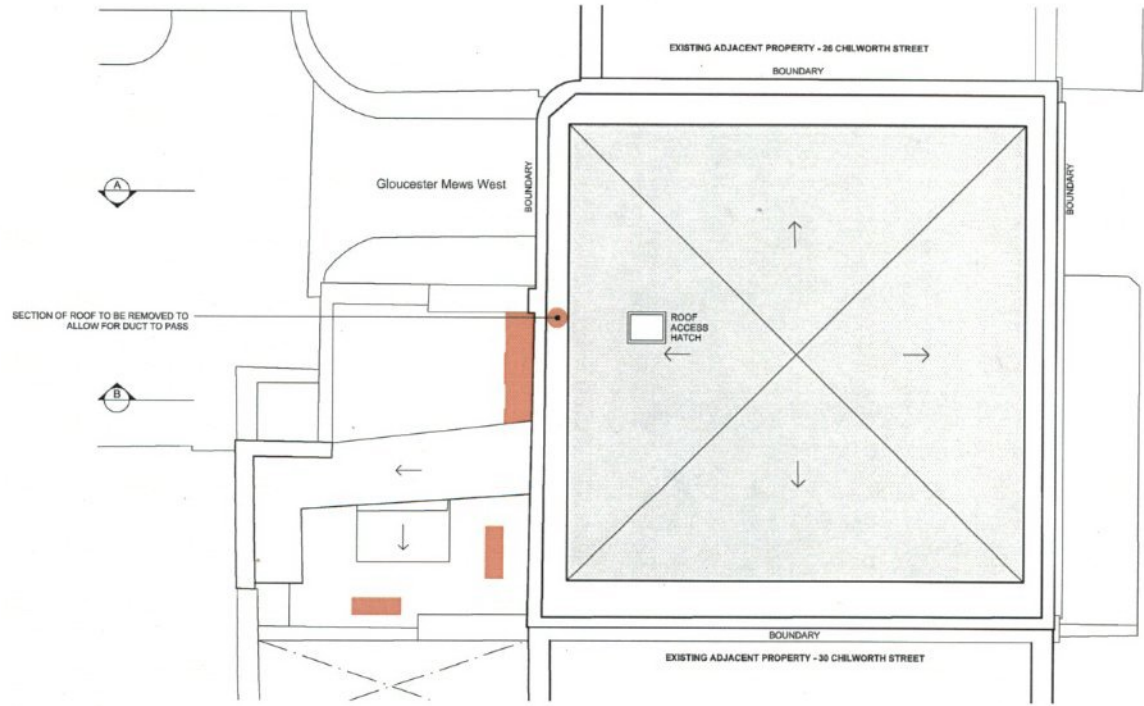 EXISTING ADJACENT PROPERTY - 26 CHILWORTH STREET
BOUNDARY
A
Gloucester Mews West
BOUNDARY
BOUNDARY
SECTION OF ROOF TO BE REMOVED TO
ALLOW FOR DUCT TO PASS
ROOF
ACCESS
HATCH
B
BOUNDARY
EXISTING ADJACENT PROPERTY - 30 CHILWORTH STREET